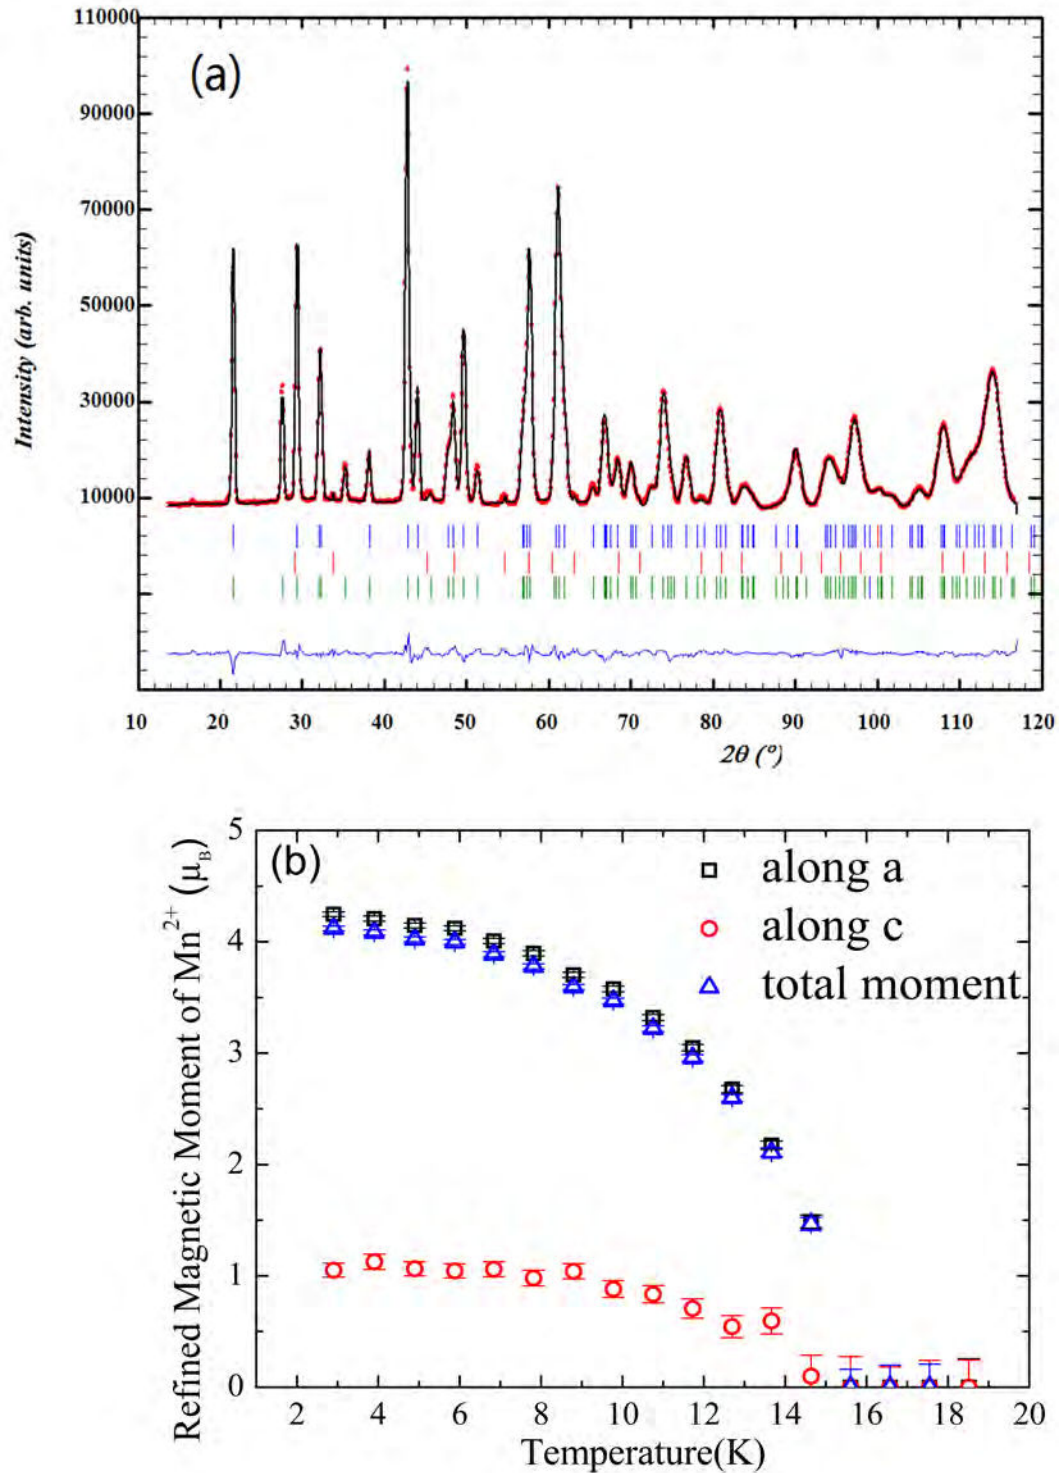 110000
(a)
90000
70000
50000
30000
10000
Intensity (arb. units)
10 20 30 40 50 60 70 80 90 100 110 120
2θ (°)
5
(b)
along a
along c
total moment
4
3
2
1
0
Refined Magnetic Moment of Mn²⁺ (μ_B)
2 4 6 8 10 12 14 16 18 20
Temperature(K)